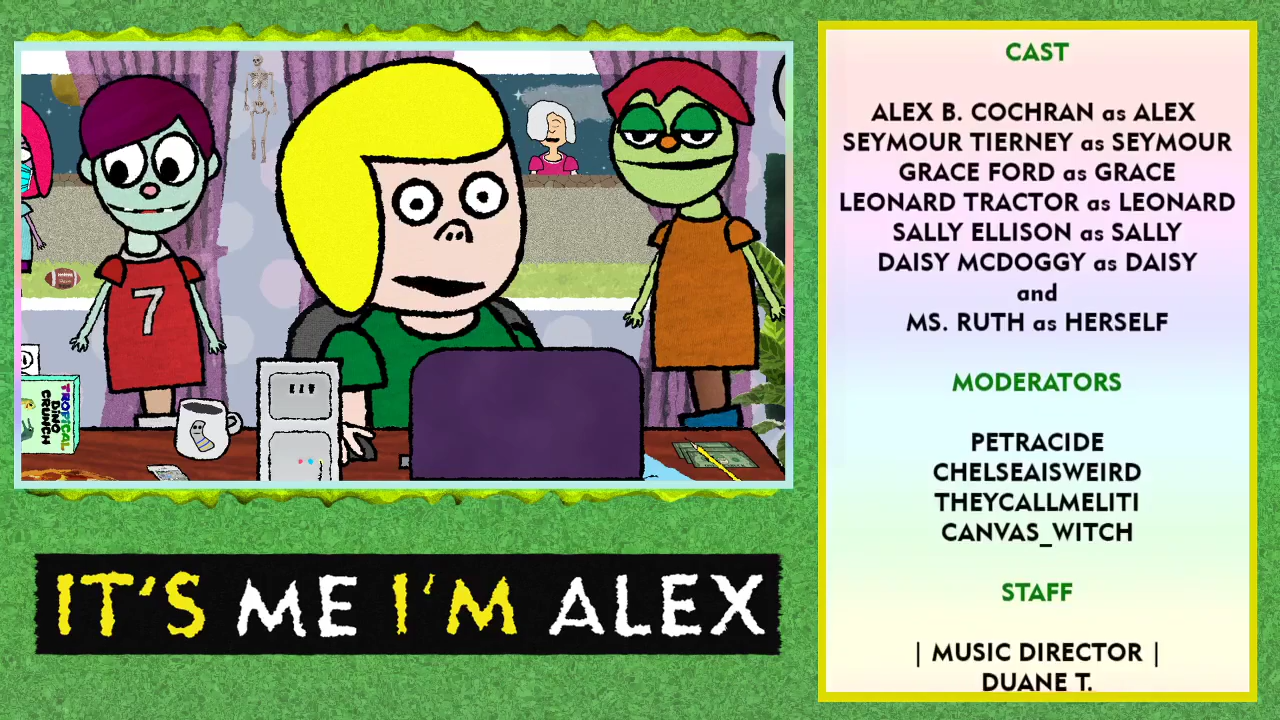 7
TROPICAL
DINO
CRUNCH
IT'S ME I'M ALEX
CAST
ALEX B. COCHRAN as ALEX
SEYMOUR TIERNEY as SEYMOUR
GRACE FORD as GRACE
LEONARD TRACTOR as LEONARD
SALLY ELLISON as SALLY
DAISY MCDOGGY as DAISY
and
MS. RUTH as HERSELF
MODERATORS
PETRACIDE
CHELSEAISWEIRD
THEYCALLMELITI
CANVAS_WITCH
STAFF
| MUSIC DIRECTOR |
DUANE T.